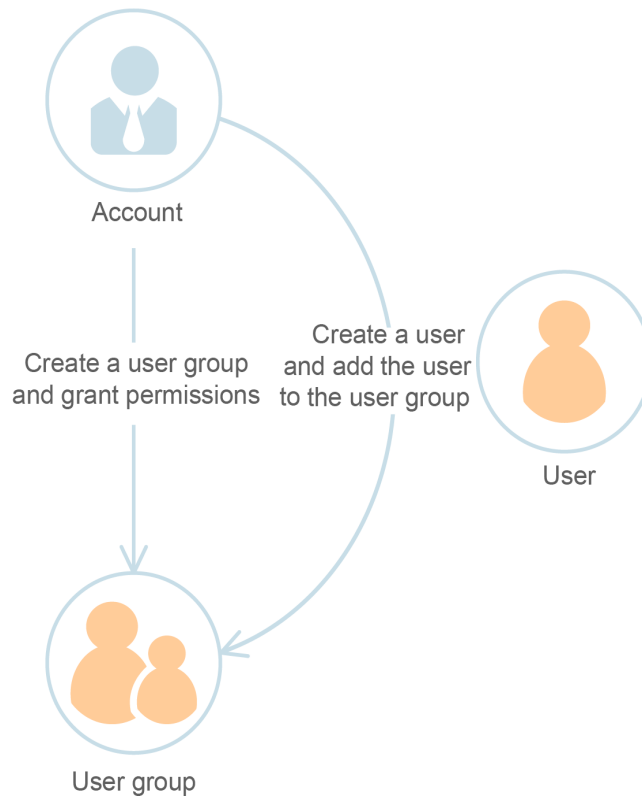 Account
Create a user group
and grant permissions
Create a user
and add the user
to the user group
User
User group